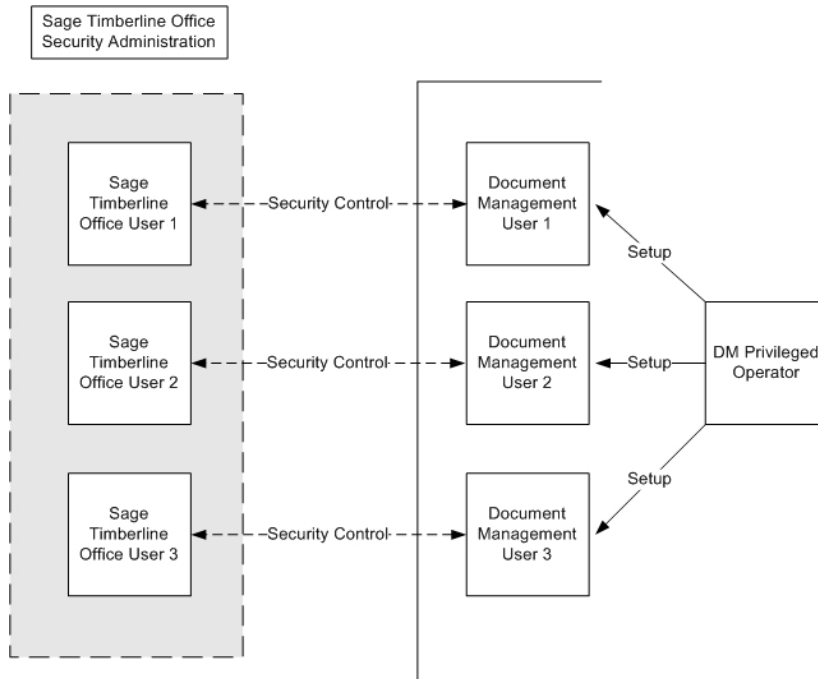 Sage Timberline Office
Security Administration
Sage
Timberline
Office User 1
Security Control
Document
Management
User 1
Setup
Sage
Timberline
Office User 2
Security Control
Document
Management
User 2
Setup
DM Privileged
Operator
Sage
Timberline
Office User 3
Security Control
Document
Management
User 3
Setup